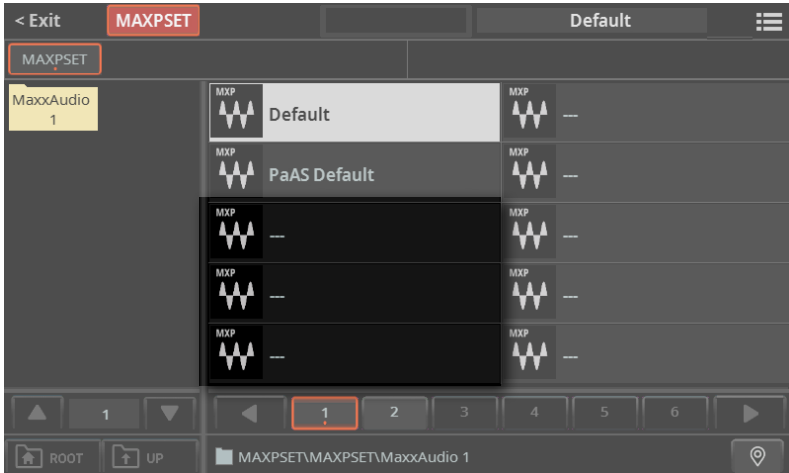 < Exit MAXPSET Default
MAXPSET
MaxxAudio
1
MXP Default
MXP ---
MXP PaAS Default
MXP ---
MXP ---
MXP ---
MXP ---
MXP ---
MXP ---
MXP ---
1 1 2 3 4 5 6
ROOT UP MAXPSET\MAXPSET\MaxxAudio 1